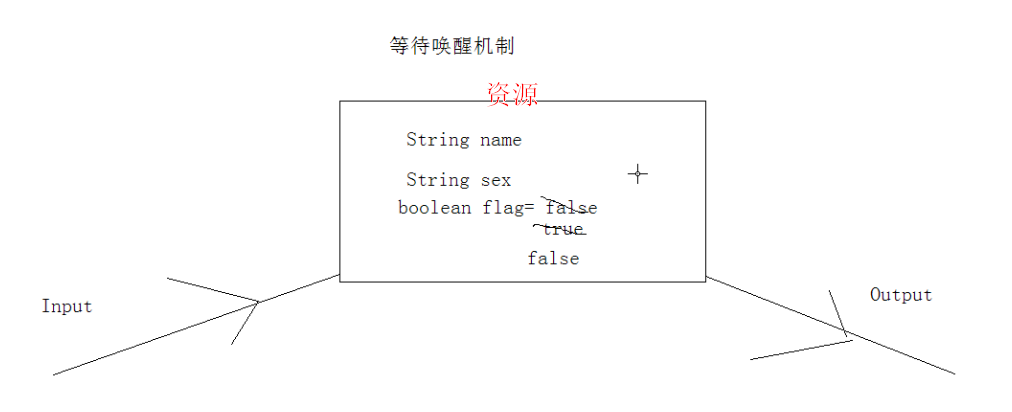 等待唤醒机制
资源
String name
String sex
boolean flag= false
true
false
Input
Output